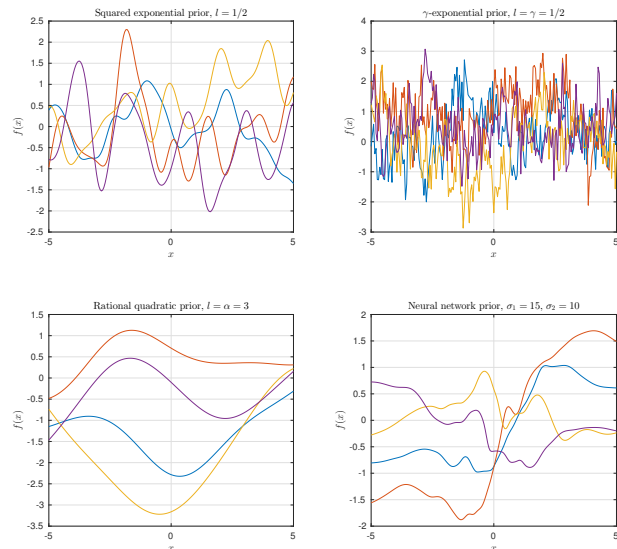 Squared exponential prior, l = 1/2
2.5
2
1.5
1
0.5
0
-0.5
-1
-1.5
-2
-2.5
f(x)
-5 0 5
x
γ-exponential prior, l = γ = 1/2
4
3
2
1
0
-1
-2
-3
f(x)
-5 0 5
x
Rational quadratic prior, l = α = 3
1.5
1
0.5
0
-0.5
-1
-1.5
-2
-2.5
-3
-3.5
f(x)
-5 0 5
x
Neural network prior, σ₁ = 15, σ₂ = 10
2
1.5
1
0.5
0
-0.5
-1
-1.5
-2
f(x)
-5 0 5
x